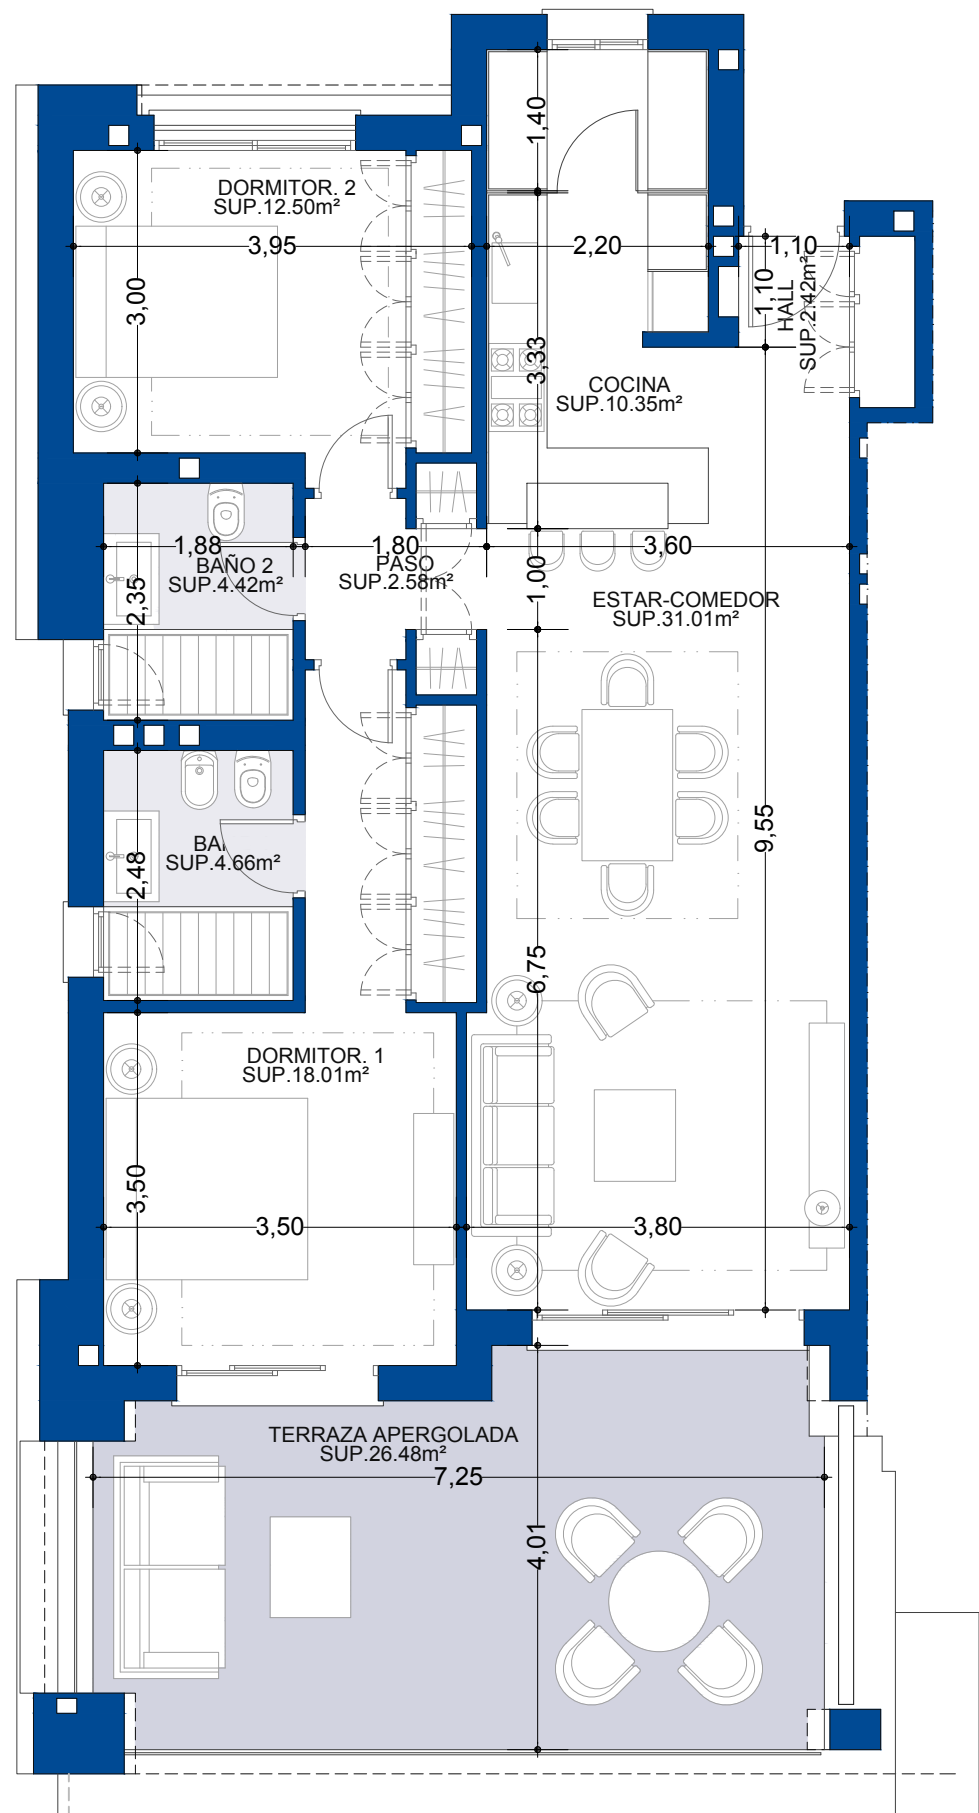 1,40
DORMITOR. 2
SUP.12.50m²
3,95
2,20
1,10
3,00
1,10
HALL
SUP.2.42m²
3,33
COCINA
SUP.10.35m²
1,88
1,80
3,60
BAÑO 2
SUP.4.42m²
PASO
SUP.2.58m²
2,35
1,00
ESTAR-COMEDOR
SUP.31.01m²
9,55
BA
SUP.4.66m²
2,48
6,75
DORMITOR. 1
SUP.18.01m²
3,50
3,50
3,80
TERRAZA APERGOLADA
SUP.26.48m²
7,25
4,01